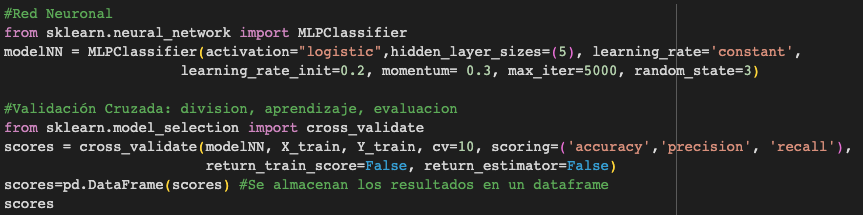 #Red Neuronal
from sklearn.neural_network import MLPClassifier
modelNN = MLPClassifier(activation="logistic",hidden_layer_sizes=(5), learning_rate='constant',
learning_rate_init=0.2, momentum= 0.3, max_iter=5000, random_state=3)
#Validación Cruzada: division, aprendizaje, evaluacion
from sklearn.model_selection import cross_validate
scores = cross_validate(modelNN, X_train, Y_train, cv=10, scoring=('accuracy','precision', 'recall'),
return_train_score=False, return_estimator=False)
scores=pd.DataFrame(scores) #Se almacenan los resultados en un dataframe
scores